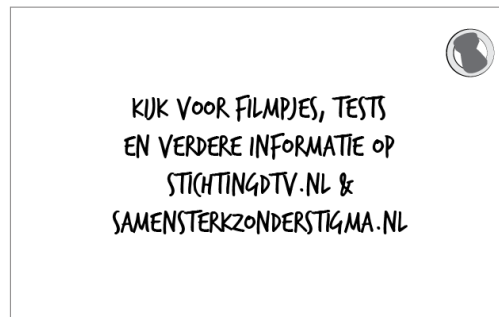 KIJK VOOR FILMPJES, TESTS
EN VERDERE INFORMATIE OP
STICHTINGDTV.NL &
SAMENSTERKZONDERSTIGMA.NL